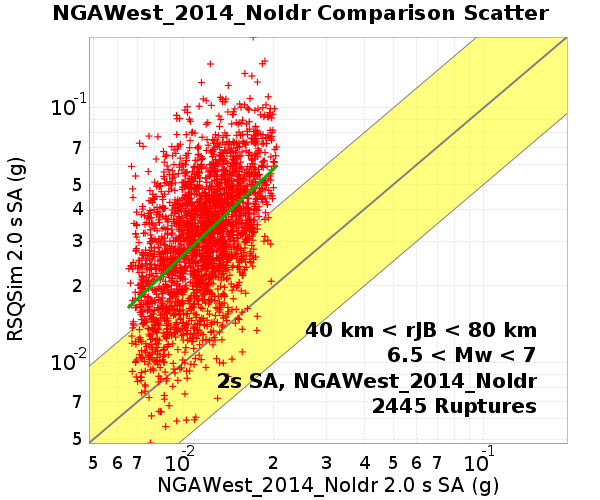 NGAWest_2014_NoIdr Comparison Scatter
RSQSim 2.0 s SA (g)
10-1
7
5
4
3
2
10-2
7
5
40 km < rJB < 80 km
6.5 < Mw < 7
2s SA, NGAWest_2014_NoIdr
2445 Ruptures
5 6 7 10-2 2 3 4 5 6 7 10-1
NGAWest_2014_NoIdr 2.0 s SA (g)